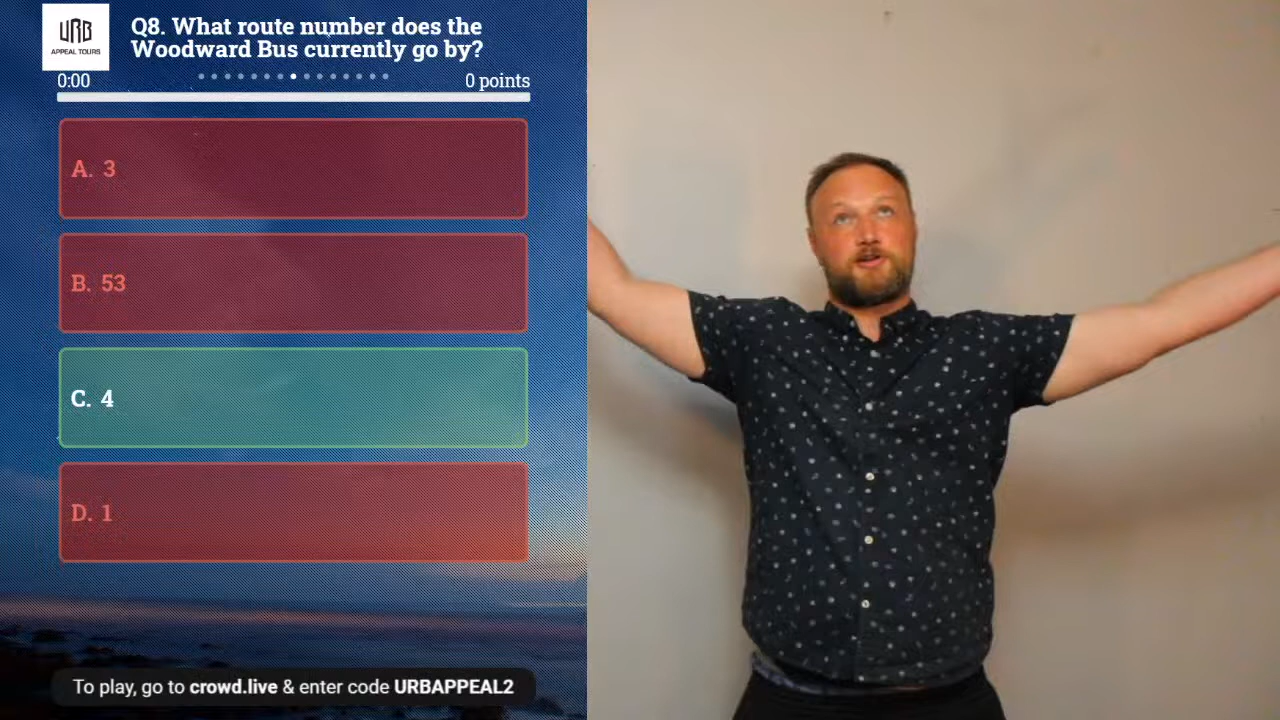 URB
APPEAL TOURS
Q8. What route number does the
Woodward Bus currently go by?
0:00
0 points
A. 3
B. 53
C. 4
D. 1
To play, go to crowd.live & enter code URBAPPEAL2